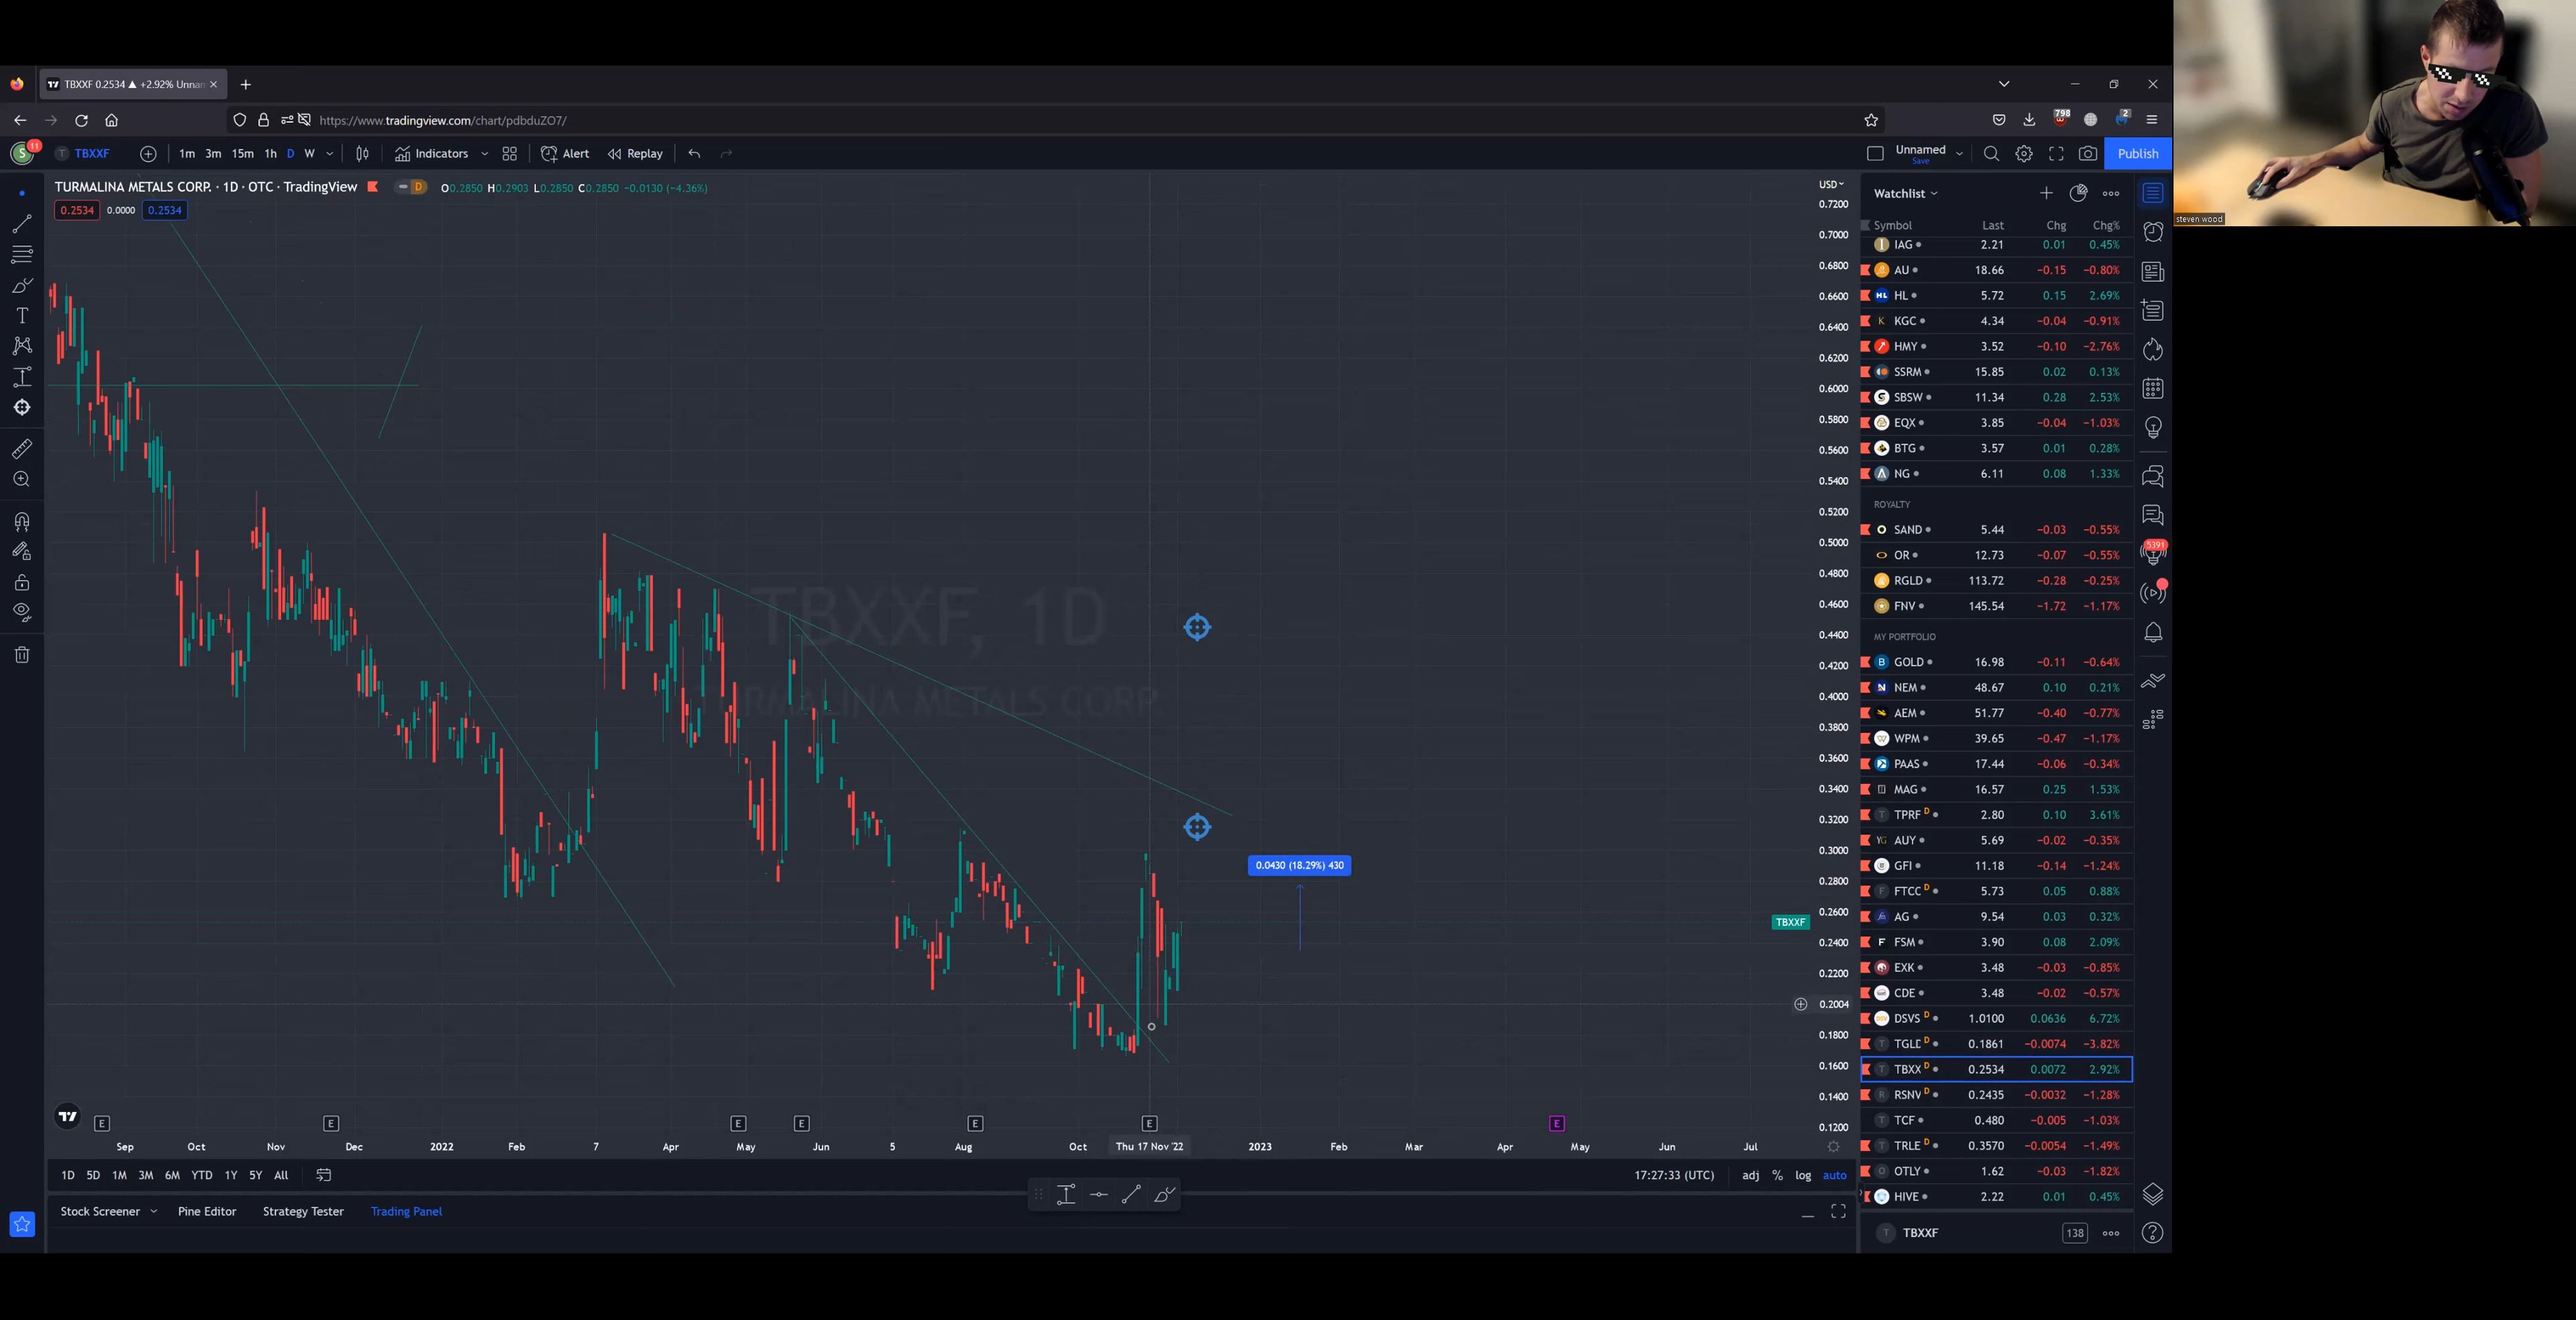 TBXXF 0.2534 ▲ +2.92% Unnan
https://www.tradingview.com/chart/pdbduZO7/
798
2
S
11
T TBXXF 1m 3m 15m 1h D W Indicators Alert Replay
Unnamed
Save
Publish
TURMALINA METALS CORP. · 1D · OTC · TradingView D O0.2850 H0.2903 L0.2850 C0.2850 −0.0130 (−4.36%)
0.2534 0.0000 0.2534
TBXXF, 1D
TURMALINA METALS CORP.
0.0430 (18.29%) 430
TBXXF
USD
0.7200
0.7000
0.6800
0.6600
0.6400
0.6200
0.6000
0.5800
0.5600
0.5400
0.5200
0.5000
0.4800
0.4600
0.4400
0.4200
0.4000
0.3800
0.3600
0.3400
0.3200
0.3000
0.2800
0.2600
0.2400
0.2200
0.2004
0.1800
0.1600
0.1400
0.1200
E E E E E E E
Sep Oct Nov Dec 2022 Feb 7 Apr May Jun 5 Aug Oct Thu 17 Nov '22 2023 Feb Mar Apr May Jun Jul
1D 5D 1M 3M 6M YTD 1Y 5Y All
17:27:33 (UTC) adj % log auto
Stock Screener Pine Editor Strategy Tester Trading Panel
Watchlist
Symbol Last Chg Chg%
IAG 2.21 0.01 0.45%
AU 18.66 −0.15 −0.80%
HL HL 5.72 0.15 2.69%
K KGC 4.34 −0.04 −0.91%
HMY 3.52 −0.10 −2.76%
SSRM 15.85 0.02 0.13%
SBSW 11.34 0.28 2.53%
EQX 3.85 −0.04 −1.03%
BTG 3.57 0.01 0.28%
NG 6.11 0.08 1.33%
ROYALTY
SAND 5.44 −0.03 −0.55%
OR 12.73 −0.07 −0.55%
RGLD 113.72 −0.28 −0.25%
FNV 145.54 −1.72 −1.17%
MY PORTFOLIO
B GOLD 16.98 −0.11 −0.64%
N NEM 48.67 0.10 0.21%
AEM 51.77 −0.40 −0.77%
WPM 39.65 −0.47 −1.17%
PAAS 17.44 −0.06 −0.34%
MAG 16.57 0.25 1.53%
T TPRF D 2.80 0.10 3.61%
YG AUY 5.69 −0.02 −0.35%
GFI 11.18 −0.14 −1.24%
F FTCC D 5.73 0.05 0.88%
AG 9.54 0.03 0.32%
F FSM 3.90 0.08 2.09%
EXK 3.48 −0.03 −0.85%
CDE 3.48 −0.02 −0.57%
DSV DSVS D 1.0100 0.0636 6.72%
T TGLD D 0.1861 −0.0074 −3.82%
T TBXX D 0.2534 0.0072 2.92%
R RSNV D 0.2435 −0.0032 −1.28%
T TCF 0.480 −0.005 −1.03%
T TRLE D 0.3570 −0.0054 −1.49%
O OTLY 1.62 −0.03 −1.82%
HIVE 2.22 0.01 0.45%
T TBXXF 138
5391
steven wood